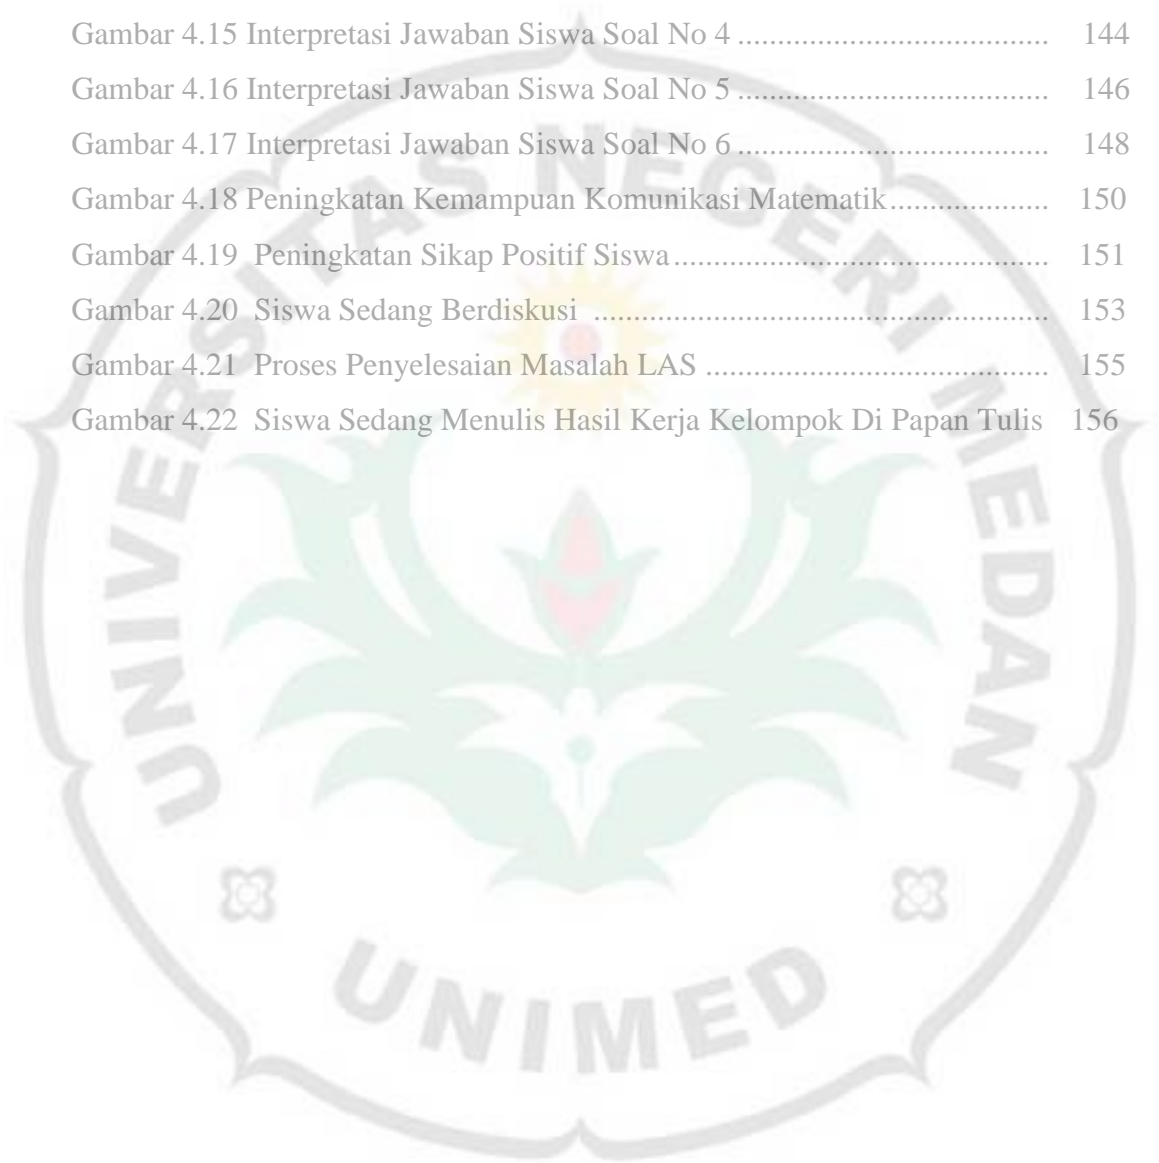 Gambar 4.15 Interpretasi Jawaban Siswa Soal No 4 ....................................... 144
Gambar 4.16 Interpretasi Jawaban Siswa Soal No 5 ....................................... 146
Gambar 4.17 Interpretasi Jawaban Siswa Soal No 6 ....................................... 148
Gambar 4.18 Peningkatan Kemampuan Komunikasi Matematik.................... 150
Gambar 4.19 Peningkatan Sikap Positif Siswa............................................... 151
Gambar 4.20 Siswa Sedang Berdiskusi ......................................................... 153
Gambar 4.21 Proses Penyelesaian Masalah LAS ........................................... 155
Gambar 4.22 Siswa Sedang Menulis Hasil Kerja Kelompok Di Papan Tulis 156
UNIVERSITAS NEGERI MEDAN
UNIMED